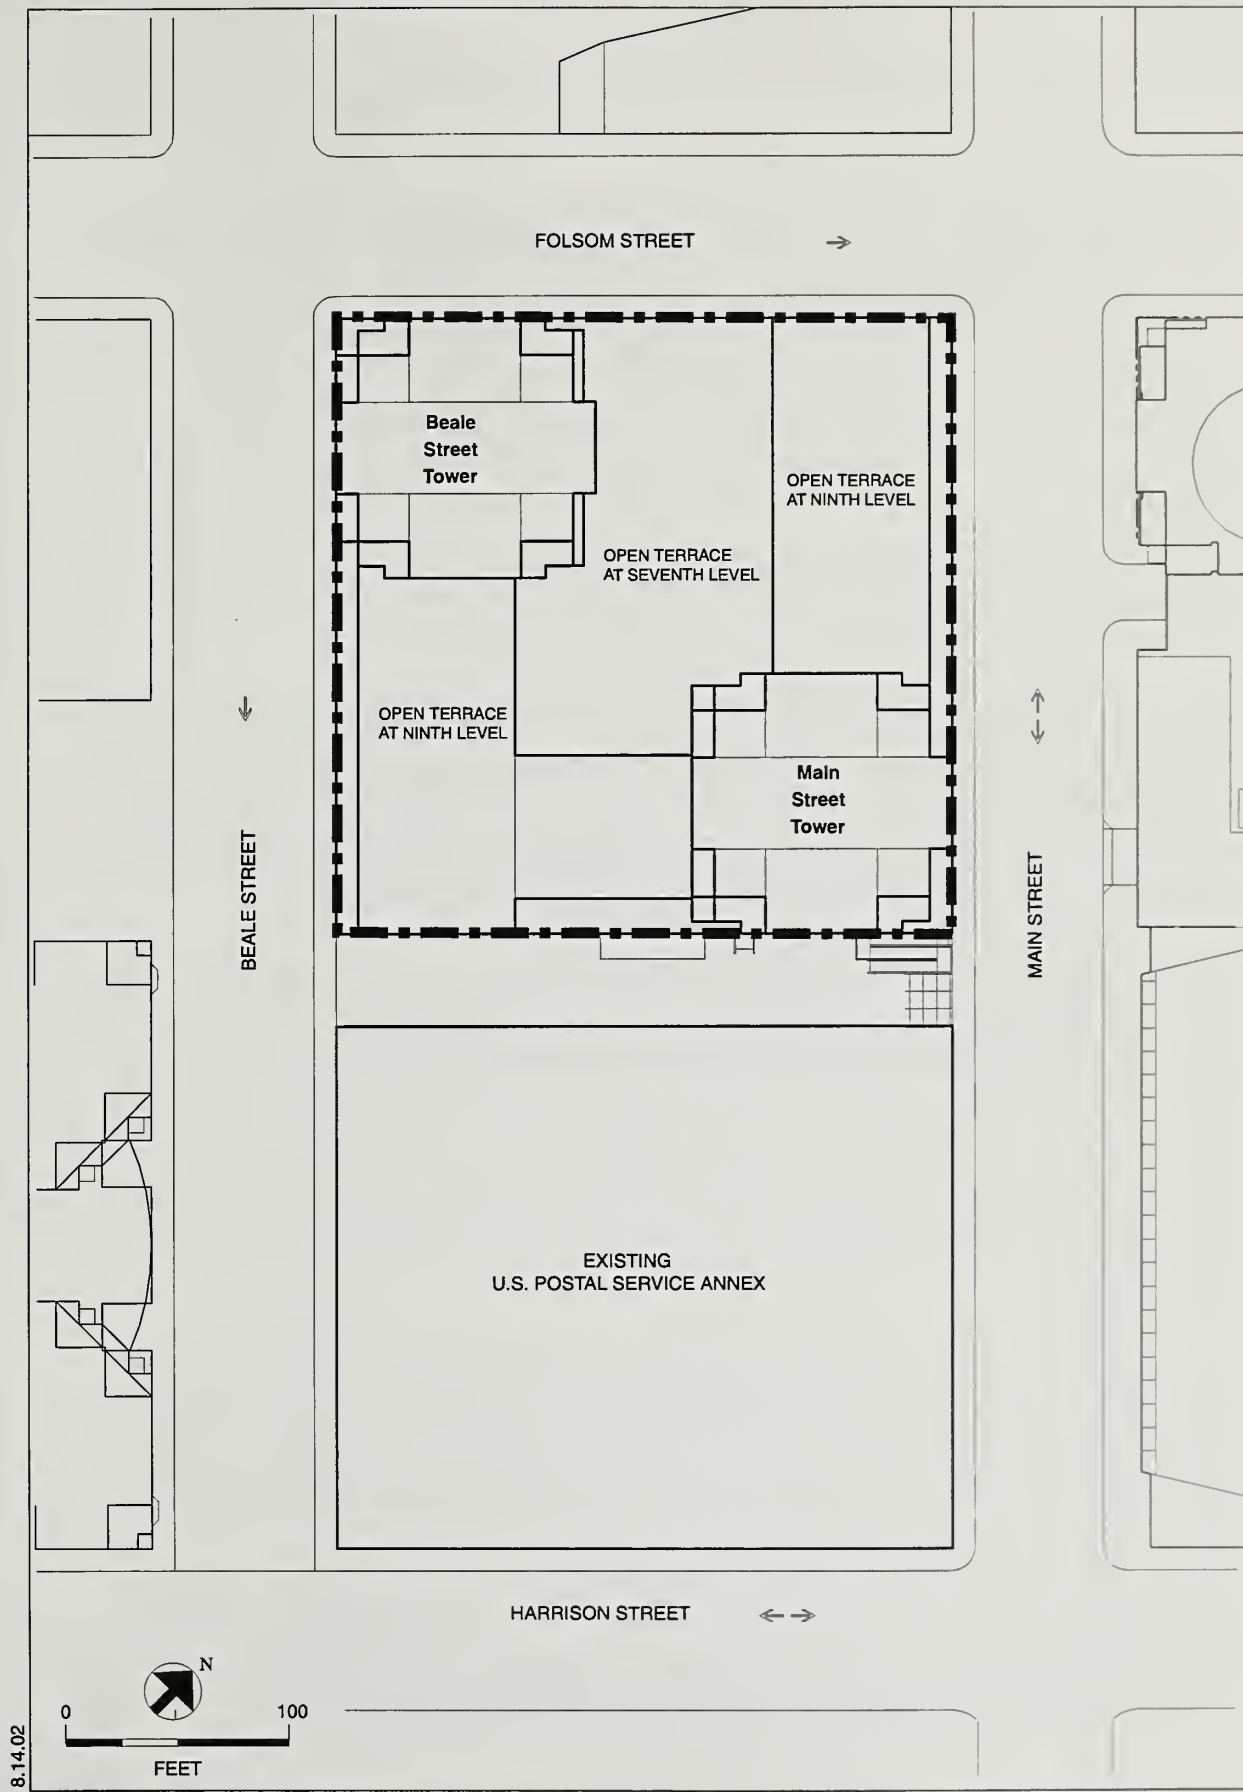 FOLSOM STREET
Beale
Street
Tower
OPEN TERRACE
AT NINTH LEVEL
OPEN TERRACE
AT SEVENTH LEVEL
OPEN TERRACE
AT NINTH LEVEL
Main
Street
Tower
BEALE STREET
MAIN STREET
EXISTING
U.S. POSTAL SERVICE ANNEX
HARRISON STREET
N
0 100
FEET
8.14.02